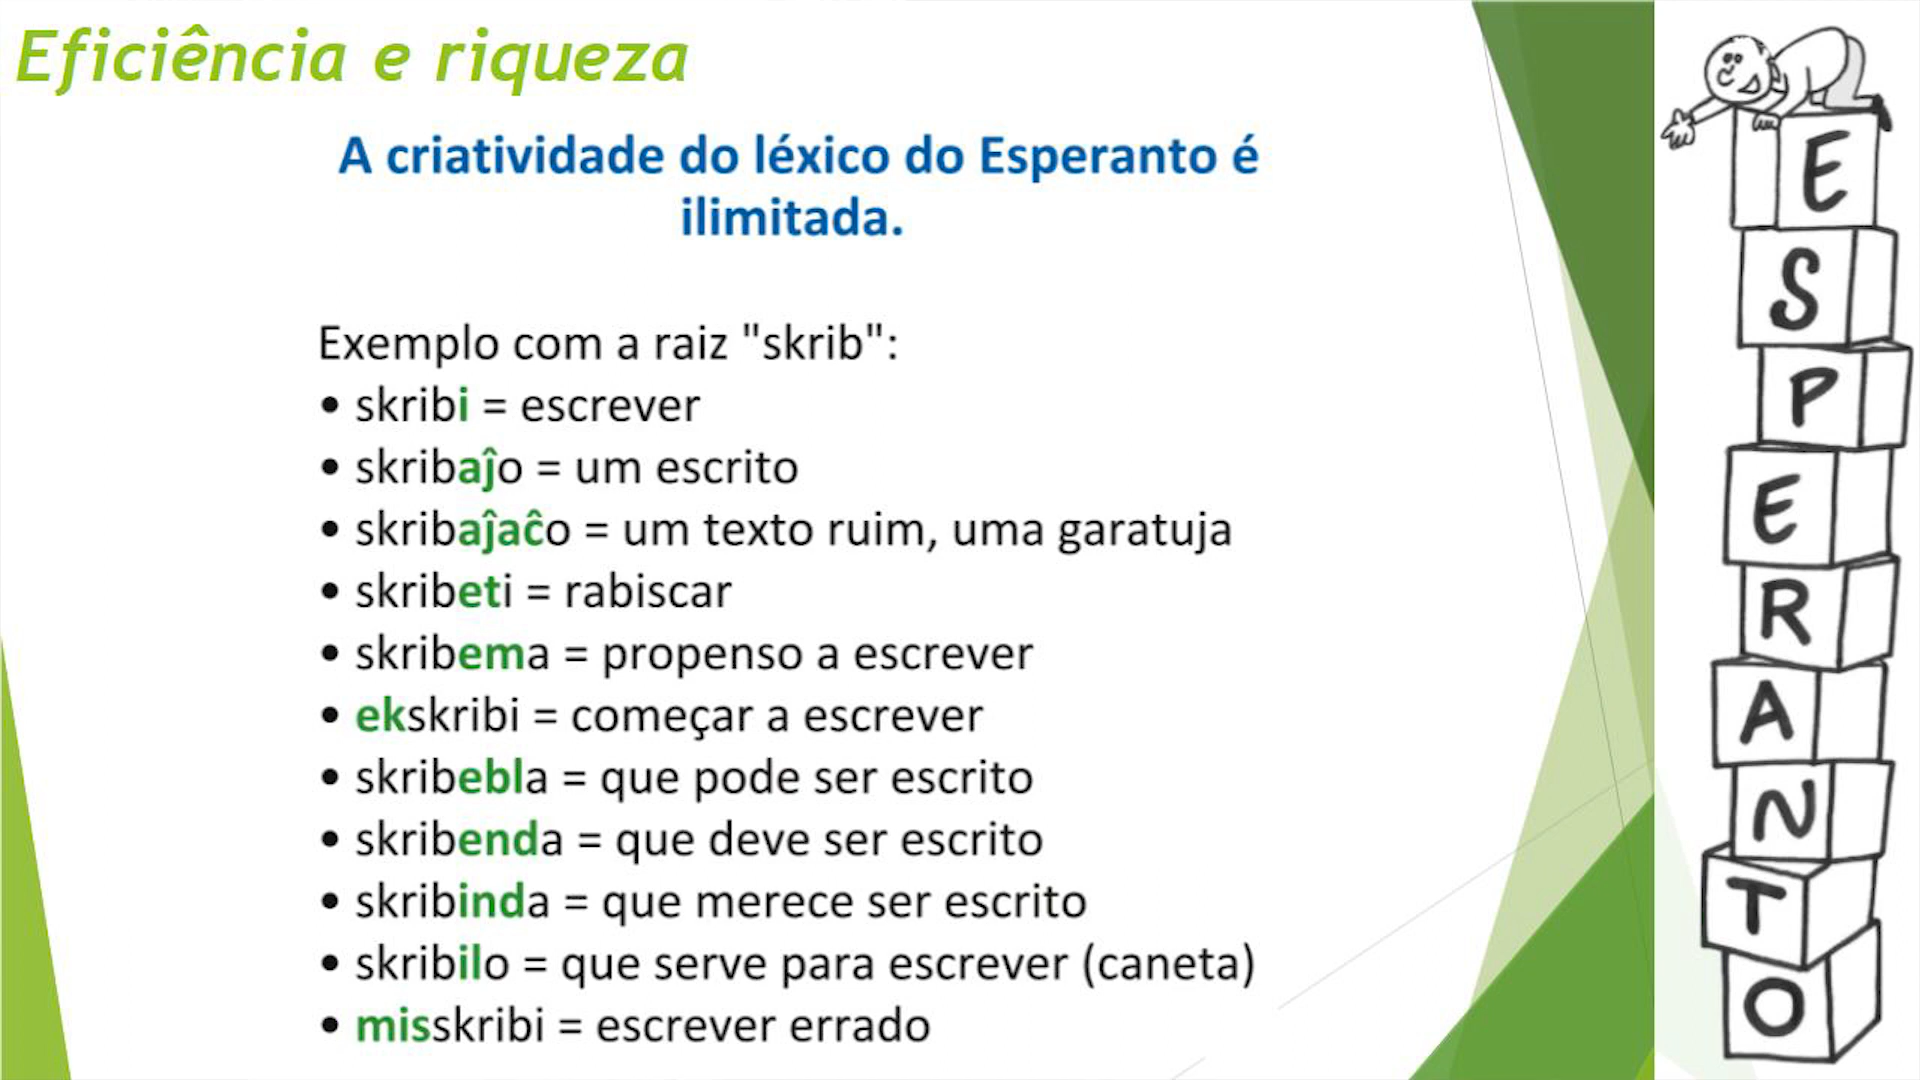 Eficiência e riqueza
A criatividade do léxico do Esperanto é
ilimitada.
Exemplo com a raiz "skrib":
• skribi = escrever
• skribaĵo = um escrito
• skribaĵaĉo = um texto ruim, uma garatuja
• skribeti = rabiscar
• skribema = propenso a escrever
• ekskribi = começar a escrever
• skribebla = que pode ser escrito
• skribenda = que deve ser escrito
• skribinda = que merece ser escrito
• skribilo = que serve para escrever (caneta)
• misskribi = escrever errado
E
S
P
E
R
A
N
T
O